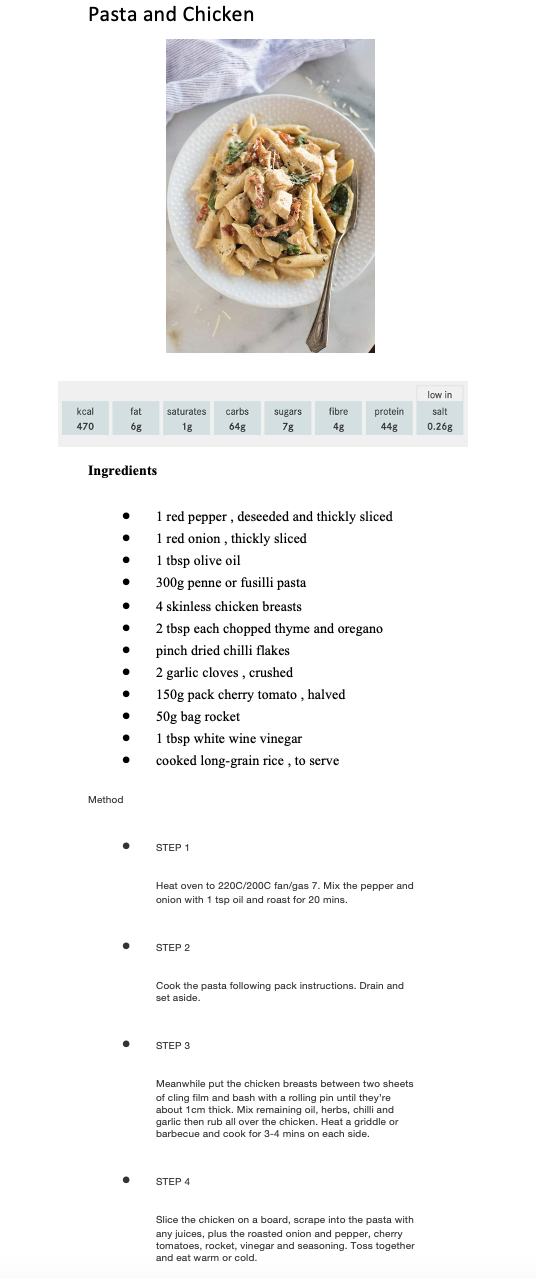 Pasta and Chicken
low in
kcal fat saturates carbs sugars fibre protein salt
470 6g 1g 64g 7g 4g 44g 0.26g
Ingredients
● 1 red pepper , deseeded and thickly sliced
● 1 red onion , thickly sliced
● 1 tbsp olive oil
● 300g penne or fusilli pasta
● 4 skinless chicken breasts
● 2 tbsp each chopped thyme and oregano
● pinch dried chilli flakes
● 2 garlic cloves , crushed
● 150g pack cherry tomato , halved
● 50g bag rocket
● 1 tbsp white wine vinegar
● cooked long-grain rice , to serve
Method
● STEP 1
Heat oven to 220C/200C fan/gas 7. Mix the pepper and
onion with 1 tsp oil and roast for 20 mins.
● STEP 2
Cook the pasta following pack instructions. Drain and
set aside.
● STEP 3
Meanwhile put the chicken breasts between two sheets
of cling film and bash with a rolling pin until they're
about 1cm thick. Mix remaining oil, herbs, chilli and
garlic then rub all over the chicken. Heat a griddle or
barbecue and cook for 3-4 mins on each side.
● STEP 4
Slice the chicken on a board, scrape into the pasta with
any juices, plus the roasted onion and pepper, cherry
tomatoes, rocket, vinegar and seasoning. Toss together
and eat warm or cold.